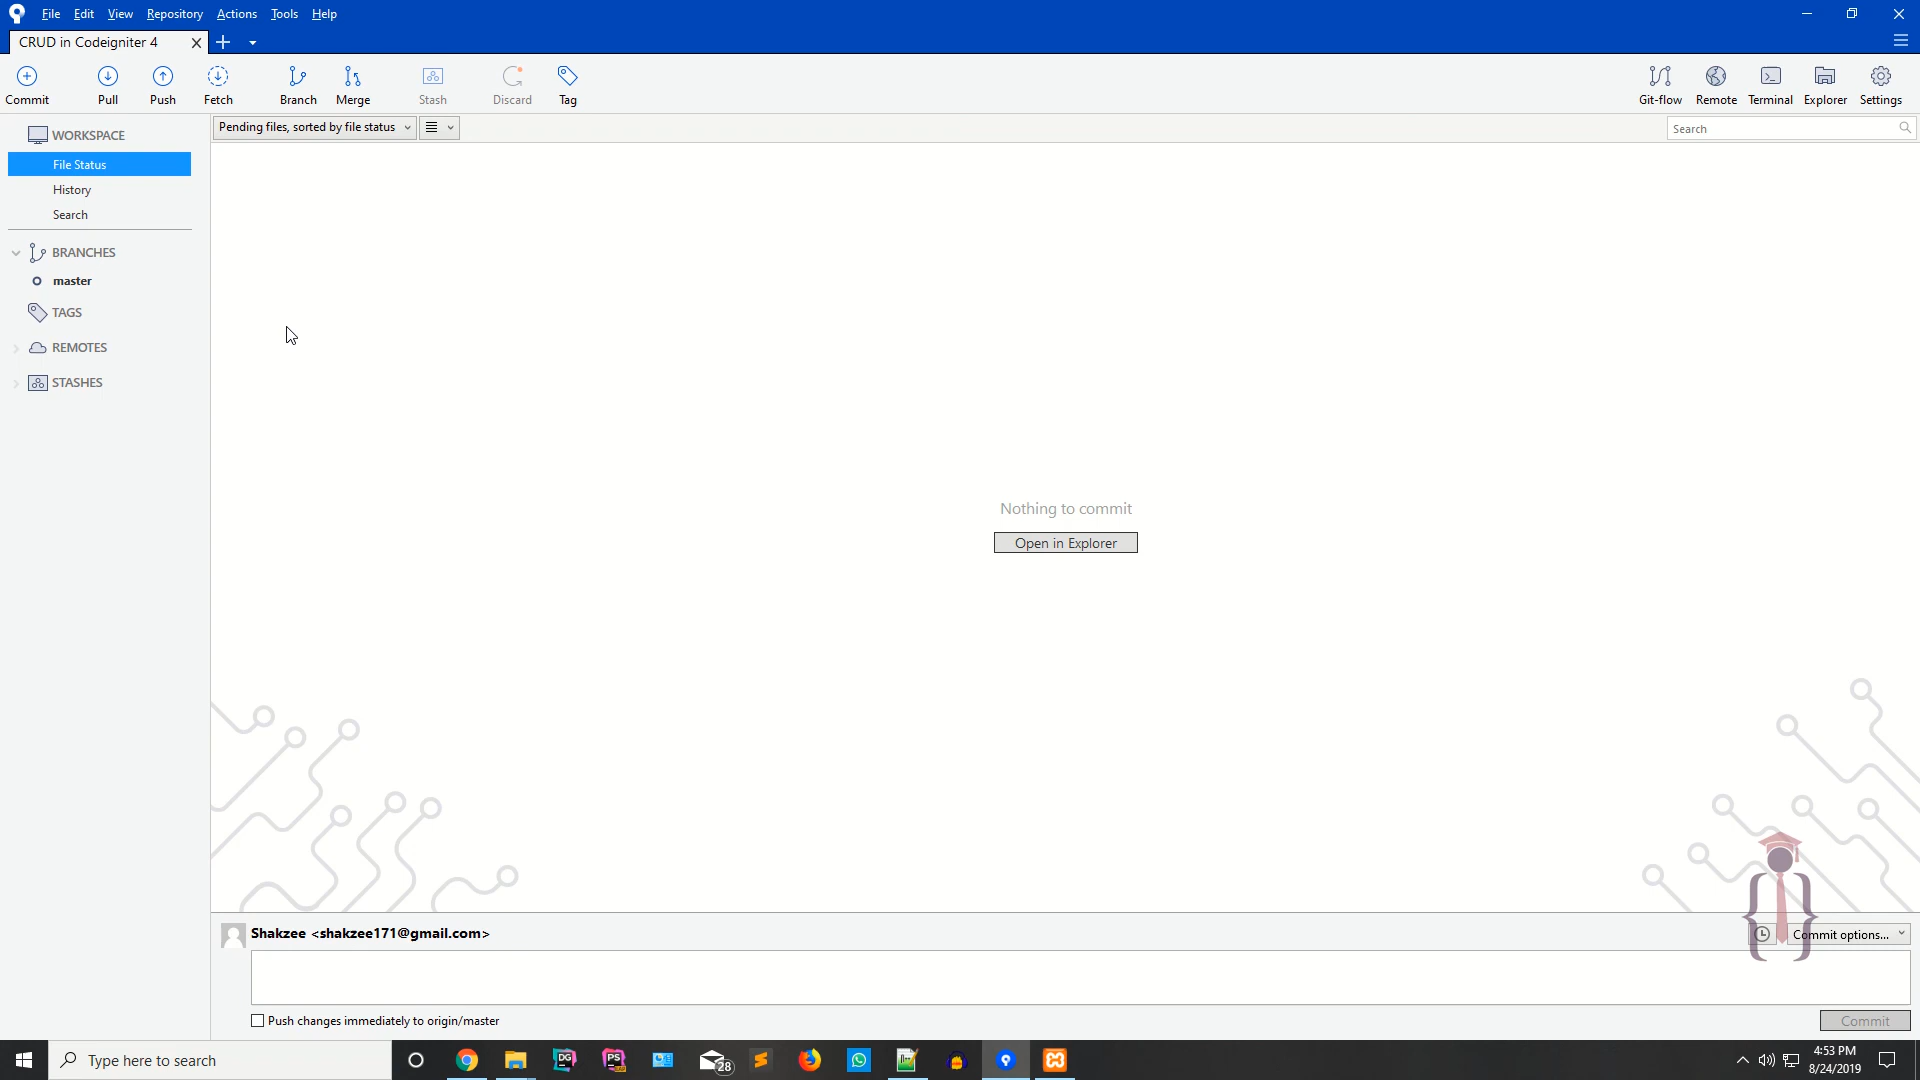 File Edit View Repository Actions Tools Help
CRUD in Codeigniter 4
Commit Pull Push Fetch Branch Merge Stash Discard Tag Git-flow Remote Terminal Explorer Settings
WORKSPACE
Pending files, sorted by file status
Search
File Status
History
Search
BRANCHES
master
TAGS
REMOTES
STASHES
Nothing to commit
Open in Explorer
Shakzee <shakzee171@gmail.com>
Commit options...
Push changes immediately to origin/master
Commit
Type here to search
DG
PS
28
4:53 PM
8/24/2019